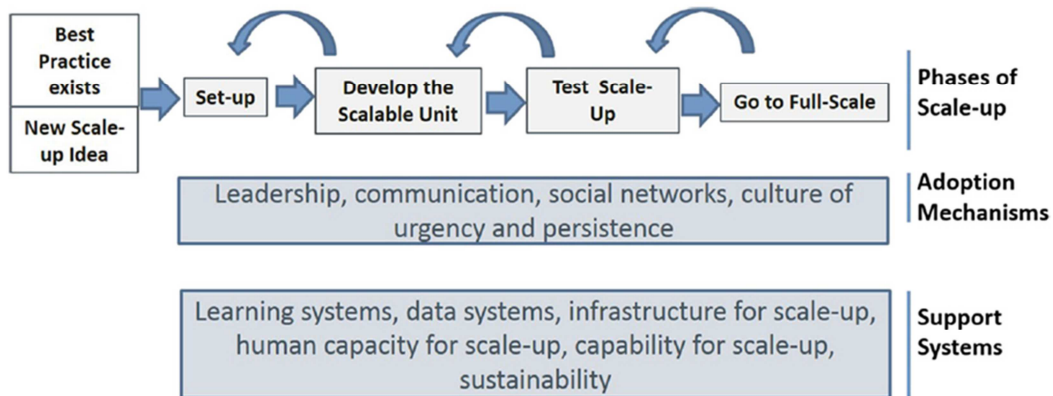 Best
Practice
exists
New Scale-
up Idea
Set-up
Develop the
Scalable Unit
Test Scale-
Up
Go to Full-Scale
Phases of
Scale-up
Leadership, communication, social networks, culture of
urgency and persistence
Adoption
Mechanisms
Learning systems, data systems, infrastructure for scale-up,
human capacity for scale-up, capability for scale-up,
sustainability
Support
Systems